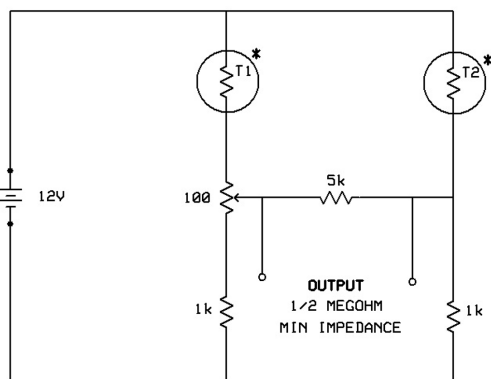 *
T1
*
T2
5k
12V
100
OUTPUT
1/2 MEGOHM
MIN IMPEDANCE
1k
1k